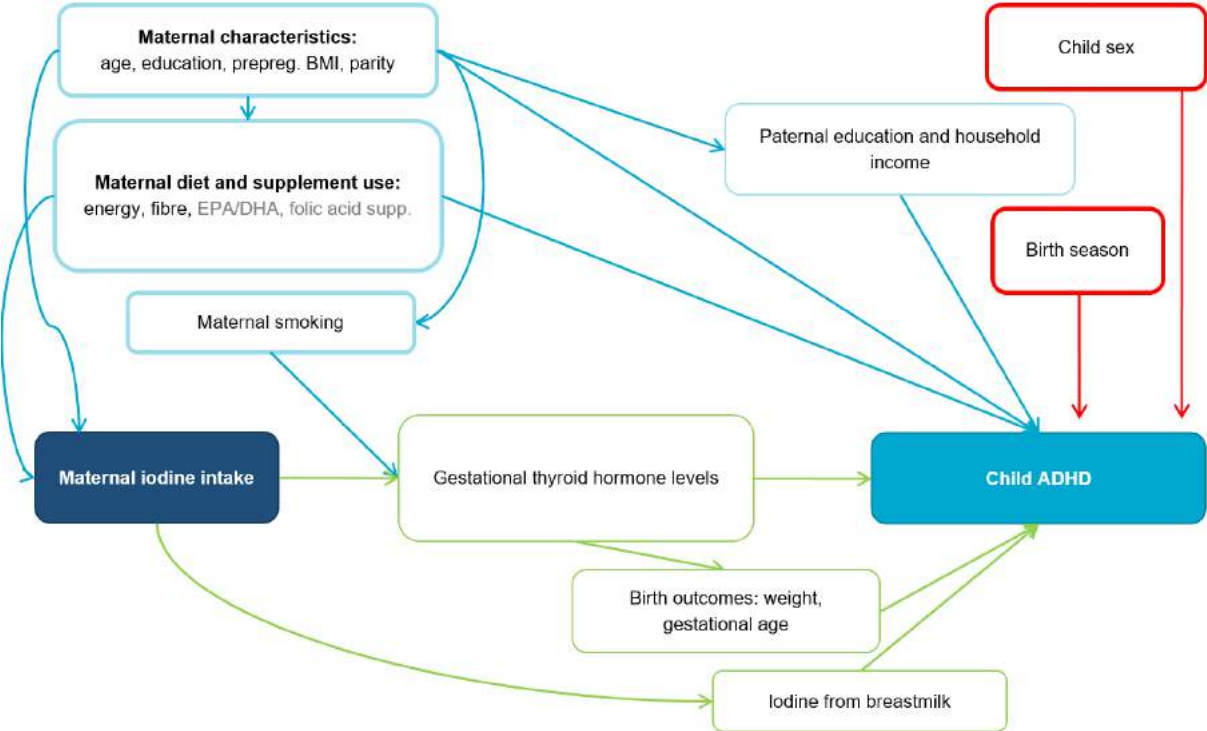 Maternal characteristics:
age, education, prepreg. BMI, parity
Child sex
Paternal education and household
income
Maternal diet and supplement use:
energy, fibre, EPA/DHA, folic acid supp.
Birth season
Maternal smoking
Maternal iodine intake
Gestational thyroid hormone levels
Child ADHD
Birth outcomes: weight,
gestational age
Iodine from breastmilk